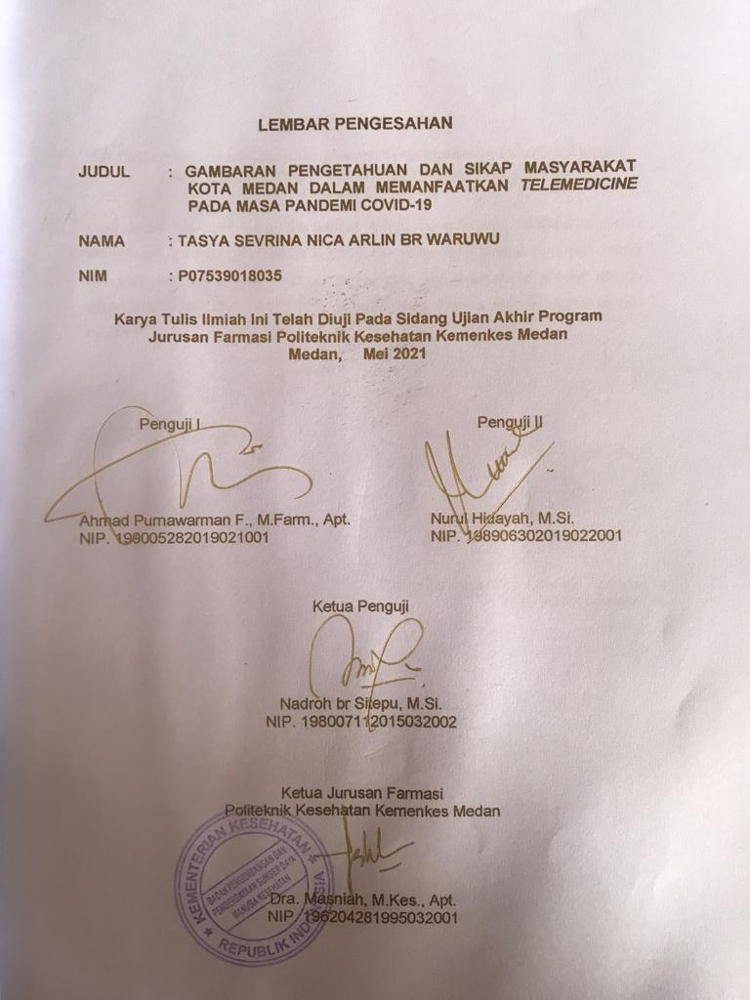 LEMBAR PENGESAHAN
JUDUL : GAMBARAN PENGETAHUAN DAN SIKAP MASYARAKAT
KOTA MEDAN DALAM MEMANFAATKAN TELEMEDICINE
PADA MASA PANDEMI COVID-19
NAMA : TASYA SEVRINA NICA ARLIN BR WARUWU
NIM : P07539018035
Karya Tulis Ilmiah Ini Telah Diuji Pada Sidang Ujian Akhir Program
Jurusan Farmasi Politeknik Kesehatan Kemenkes Medan
Medan, Mei 2021
Penguji I Penguji II
Ahmad Purnawarman F., M.Farm., Apt. Nurul Hidayah, M.Si.
NIP. 199005282019021001 NIP. 198906302019022001
Ketua Penguji
Nadroh br Sitepu, M.Si.
NIP. 198007112015032002
Ketua Jurusan Farmasi
Politeknik Kesehatan Kemenkes Medan
KEMENTERIAN KESEHATAN
BADAN PENGEMBANGAN DAN
PEMBERDAYAAN SUMBER DAYA
MANUSIA KESEHATAN
REPUBLIK INDONESIA
Dra. Masniah, M.Kes., Apt.
NIP. 196204281995032001